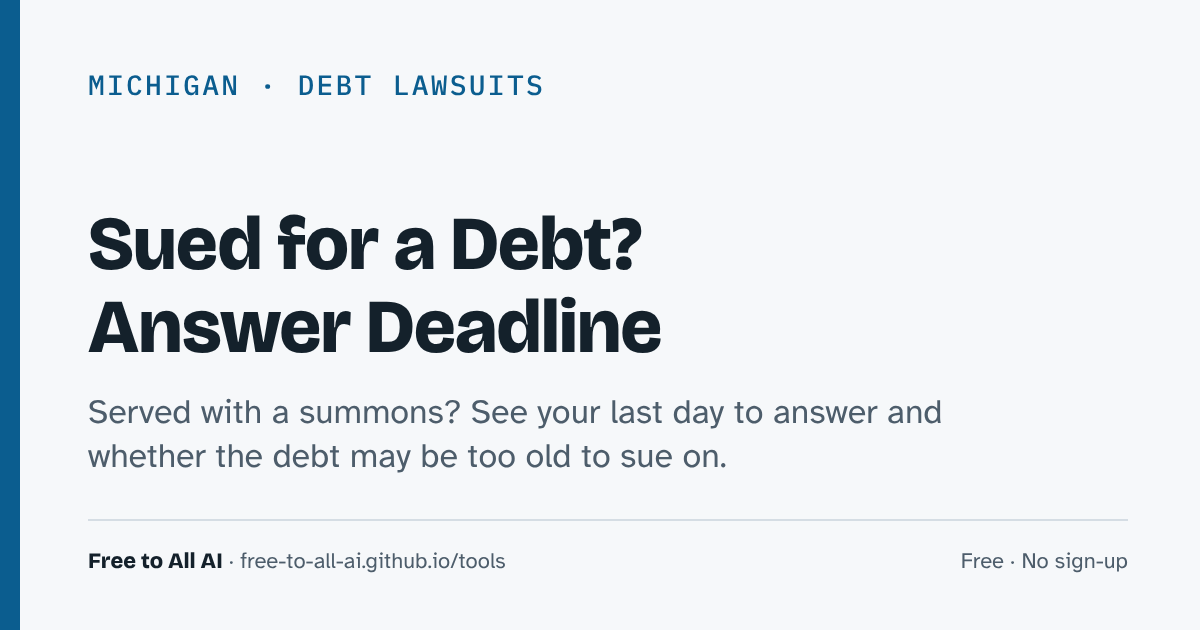 MICHIGAN · DEBT LAWSUITS
Sued for a Debt?
Answer Deadline
Served with a summons? See your last day to answer and
whether the debt may be too old to sue on.
Free to All AI · free-to-all-ai.github.io/tools
Free · No sign-up